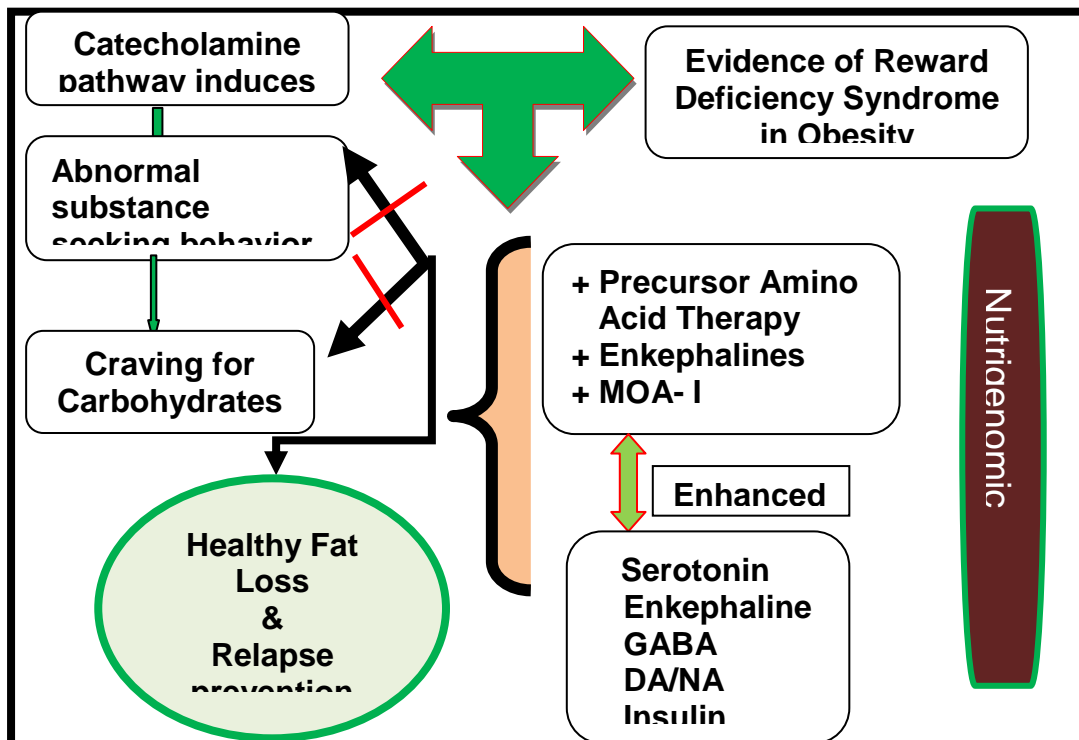 Catecholamine
pathway induces
Evidence of Reward
Deficiency Syndrome
in Obesity
Abnormal
substance
seeking behavior
Craving for
Carbohydrates
+ Precursor Amino
Acid Therapy
+ Enkephalines
+ MOA- I
Enhanced
Serotonin
Enkephaline
GABA
DA/NA
Insulin
Healthy Fat
Loss
&
Relapse
prevention
Nutrigenomic